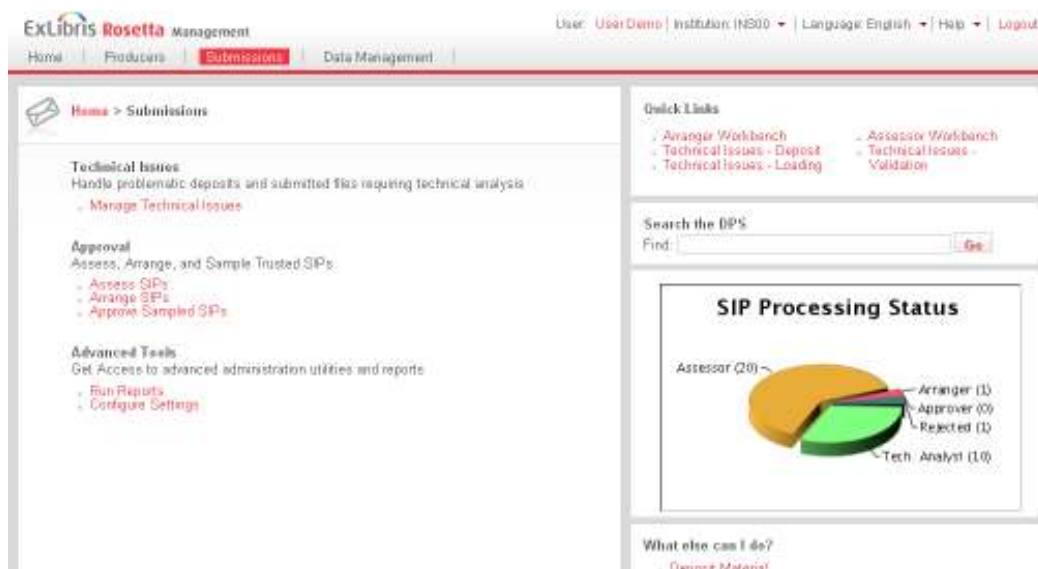 ExLibris Rosetta Management
User: User Demo | Institution: INS00 | Language: English | Help | Logout
Home | Producers | Submissions | Data Management |
Home > Submissions
Technical Issues
Handle problematic deposits and submitted files requiring technical analysis
Manage Technical Issues
Approval
Assess, Arrange, and Sample Trusted SIPs
Assess SIPs
Arrange SIPs
Approve Sampled SIPs
Advanced Tools
Get Access to advanced administration utilities and reports
Run Reports
Configure Settings
Quick Links
Arranger Workbench
Technical Issues - Deposit
Technical Issues - Loading
Assessor Workbench
Technical Issues -
Validation
Search the DPS
Find: Go
SIP Processing Status
Assessor (20)
Arranger (1)
Approver (0)
Rejected (1)
Tech. Analyst (10)
What else can I do?
Deposit Material